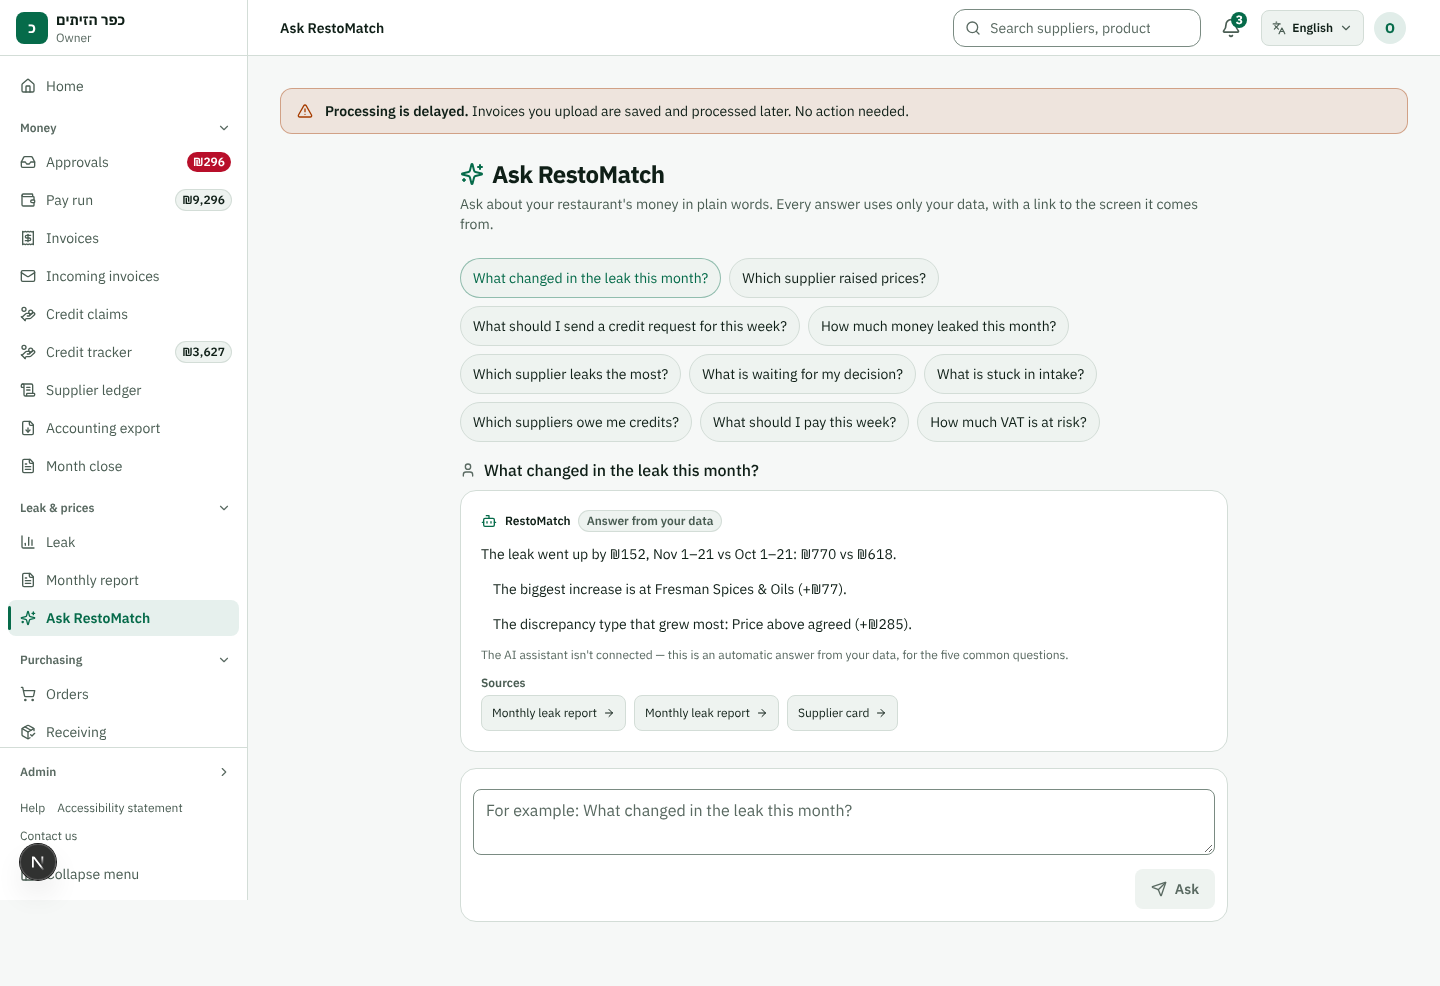 כ
כפר הזיתים
Owner
Ask RestoMatch
Search suppliers, product
3
English
O
Home
Money
Approvals ₪296
Pay run ₪9,296
Invoices
Incoming invoices
Credit claims
Credit tracker ₪3,627
Supplier ledger
Accounting export
Month close
Leak & prices
Leak
Monthly report
Ask RestoMatch
Purchasing
Orders
Receiving
Admin
Help Accessibility statement
Contact us
N
ollapse menu
Processing is delayed. Invoices you upload are saved and processed later. No action needed.
Ask RestoMatch
Ask about your restaurant's money in plain words. Every answer uses only your data, with a link to the screen it comes
from.
What changed in the leak this month? Which supplier raised prices?
What should I send a credit request for this week? How much money leaked this month?
Which supplier leaks the most? What is waiting for my decision? What is stuck in intake?
Which suppliers owe me credits? What should I pay this week? How much VAT is at risk?
What changed in the leak this month?
RestoMatch Answer from your data
The leak went up by ₪152, Nov 1–21 vs Oct 1–21: ₪770 vs ₪618.
The biggest increase is at Fresman Spices & Oils (+₪77).
The discrepancy type that grew most: Price above agreed (+₪285).
The AI assistant isn't connected — this is an automatic answer from your data, for the five common questions.
Sources
Monthly leak report → Monthly leak report → Supplier card →
For example: What changed in the leak this month?
Ask